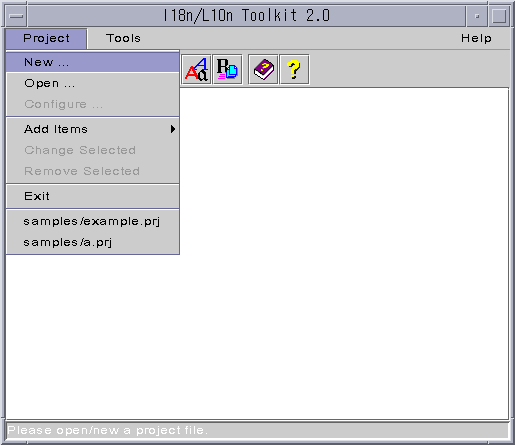 I18n/L10n Toolkit 2.0
Project Tools Help
New ...
Open ...
Configure ...
Add Items
Change Selected
Remove Selected
Exit
samples/example.prj
samples/a.prj
Please open/new a project file.